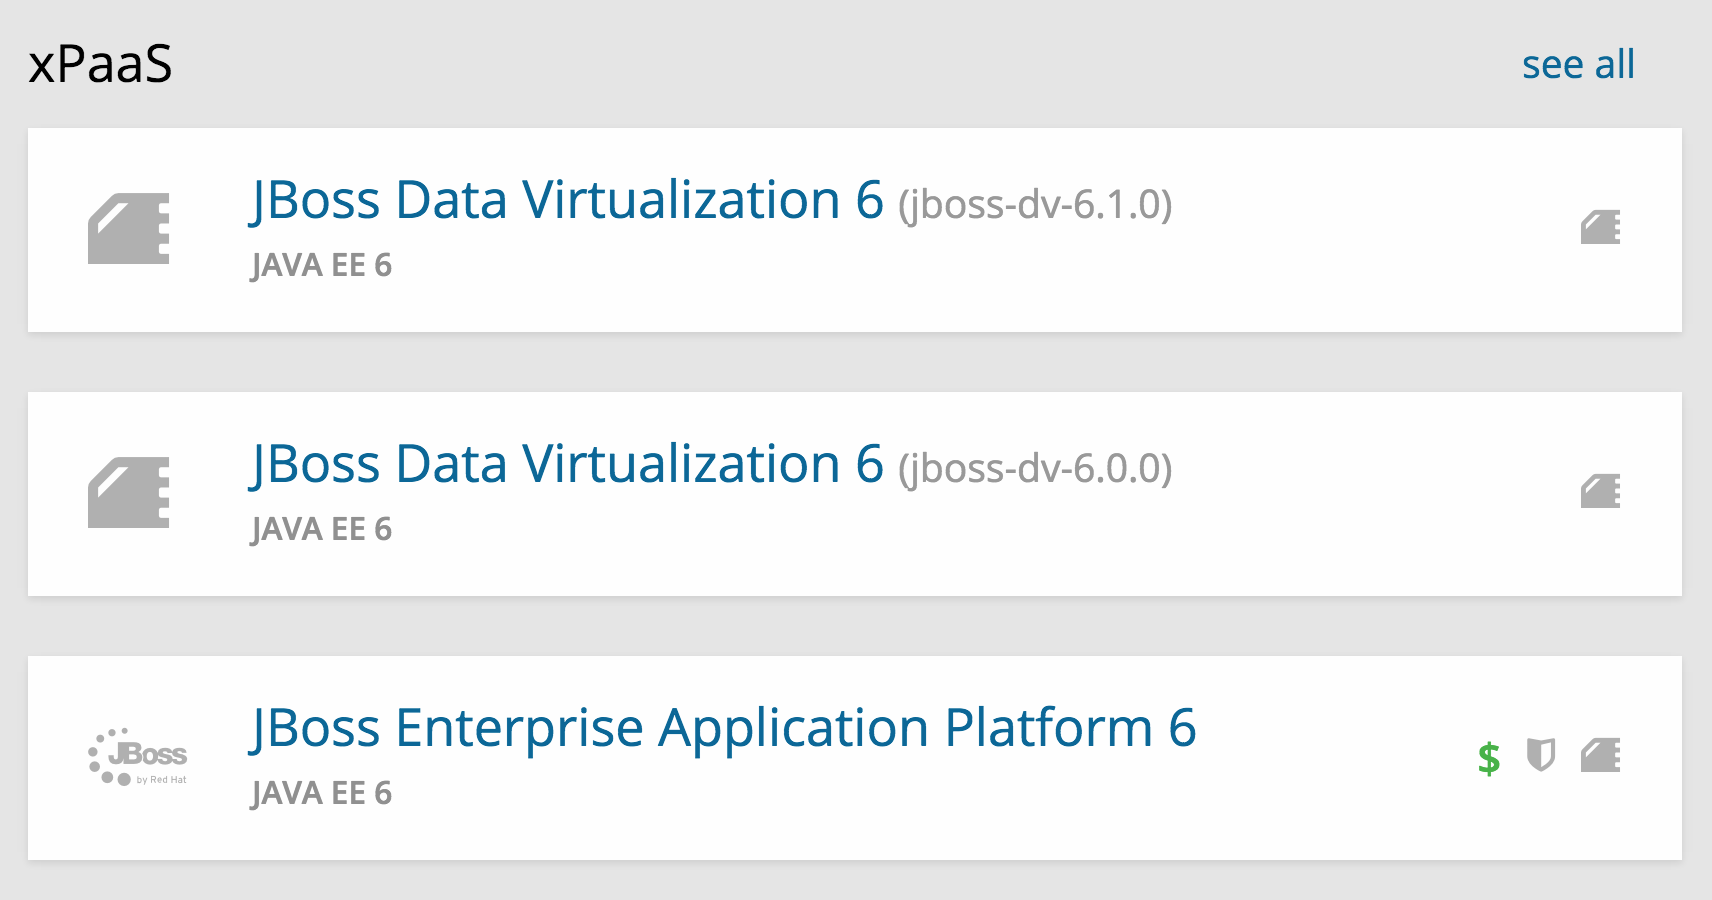 xPaaS see all
JBoss Data Virtualization 6 (jboss-dv-6.1.0)
JAVA EE 6
JBoss Data Virtualization 6 (jboss-dv-6.0.0)
JAVA EE 6
JBoss Enterprise Application Platform 6
JBoss
by Red Hat
$
JAVA EE 6